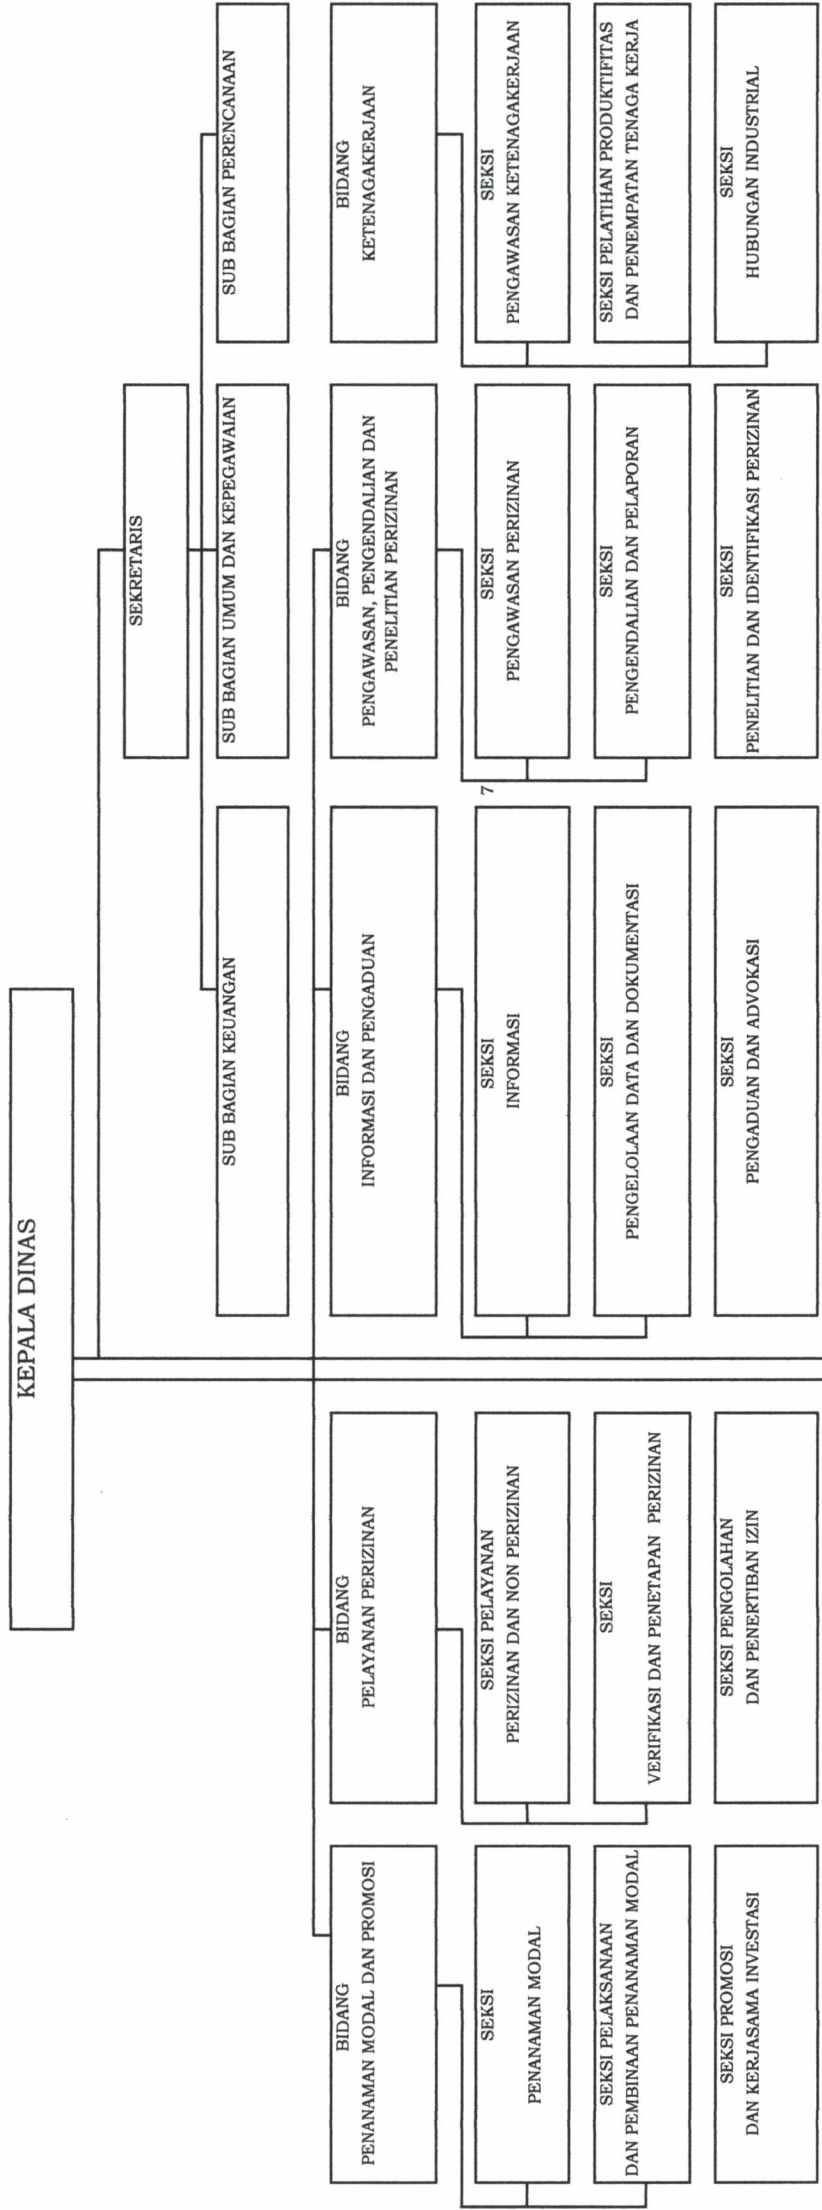 KEPALA DINAS
SEKRETARIS
SUB BAGIAN KEUANGAN
SUB BAGIAN UMUM DAN KEPEGAWAIAN
SUB BAGIAN PERENCANAAN
BIDANG
PENANAMAN MODAL DAN PROMOSI
BIDANG
PELAYANAN PERIZINAN
BIDANG
INFORMASI DAN PENGADUAN
BIDANG
PENGAWASAN, PENGENDALIAN DAN
PENELITIAN PERIZINAN
BIDANG
KETENAGAKERJAAN
SEKSI
PENANAMAN MODAL
SEKSI PELAYANAN
PERIZINAN DAN NON PERIZINAN
SEKSI
INFORMASI
7
SEKSI
PENGAWASAN PERIZINAN
SEKSI
PENGAWASAN KETENAGAKERJAAN
SEKSI PELAKSANAAN
DAN PEMBINAAN PENANAMAN MODAL
SEKSI
VERIFIKASI DAN PENETAPAN PERIZINAN
SEKSI
PENGELOLAAN DATA DAN DOKUMENTASI
SEKSI
PENGENDALIAN DAN PELAPORAN
SEKSI PELATIHAN PRODUKTIFITAS
DAN PENEMPATAN TENAGA KERJA
SEKSI PROMOSI
DAN KERJASAMA INVESTASI
SEKSI PENGOLAHAN
DAN PENERTIBAN IZIN
SEKSI
PENGADUAN DAN ADVOKASI
SEKSI
PENELITIAN DAN IDENTIFIKASI PERIZINAN
SEKSI
HUBUNGAN INDUSTRIAL